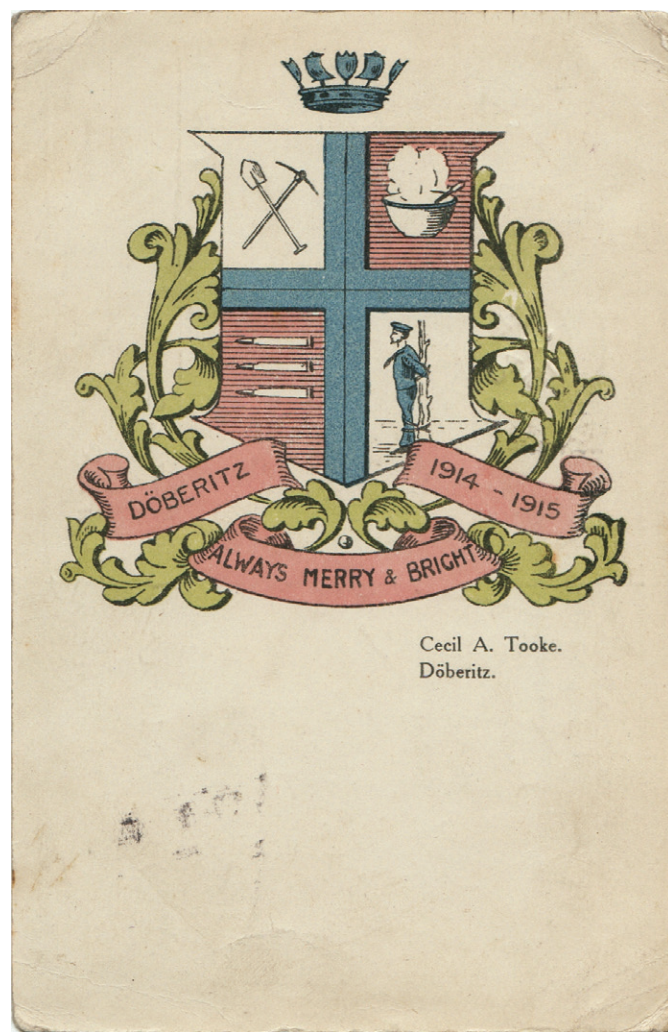 DÖBERITZ
1914 - 1915
ALWAYS MERRY & BRIGHT
Cecil A. Tooke.
Döberitz.